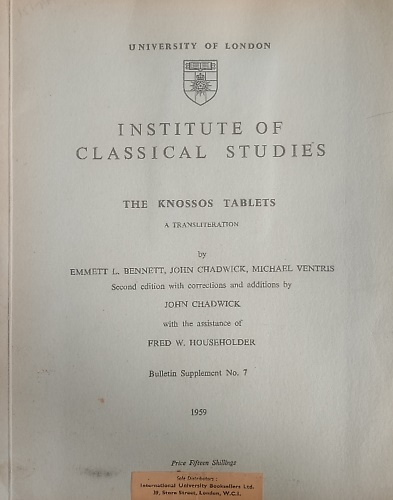 UNIVERSITY OF LONDON
INSTITUTE OF
CLASSICAL STUDIES
THE KNOSSOS TABLETS
A TRANSLITERATION
by
EMMETT L. BENNETT, JOHN CHADWICK, MICHAEL VENTRIS
Second edition with corrections and additions by
JOHN CHADWICK
with the assistance of
FRED W. HOUSEHOLDER
Bulletin Supplement No. 7
1959
Price Fifteen Shillings
Sole Distributors :
International University Booksellers Ltd.
39, Store Street, London, W.C.1.